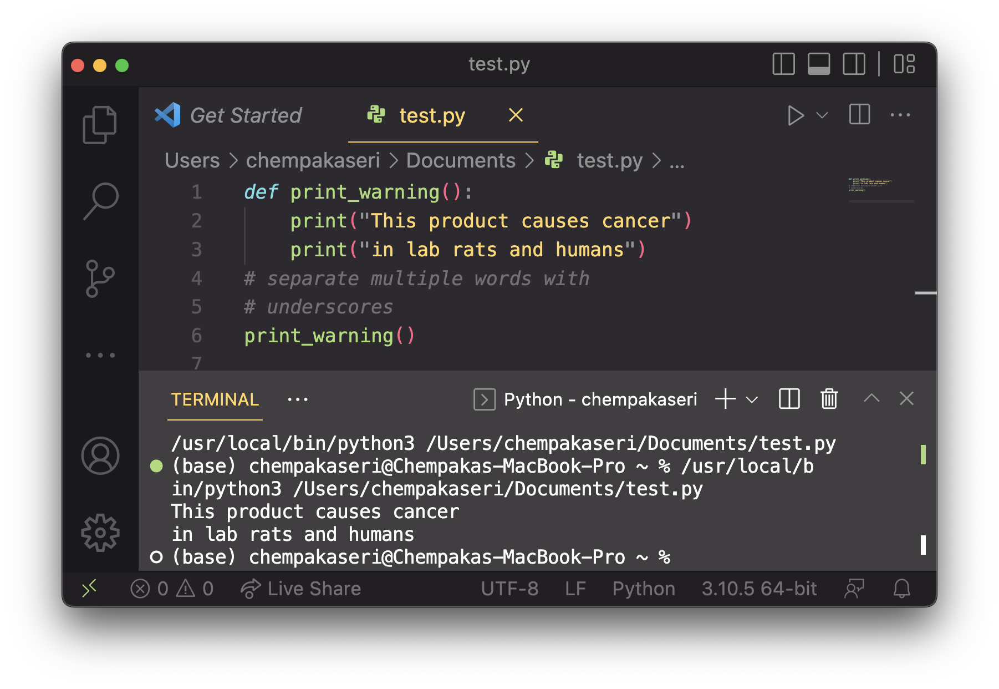 test.py
Get Started test.py
Users > chempakaseri > Documents > test.py > ...
1 def print_warning():
2     print("This product causes cancer")
3     print("in lab rats and humans")
4 # separate multiple words with
5 # underscores
6 print_warning()
7
TERMINAL ... Python - chempakaseri
/usr/local/bin/python3 /Users/chempakaseri/Documents/test.py
(base) chempakaseri@Chempakas-MacBook-Pro ~ % /usr/local/b
in/python3 /Users/chempakaseri/Documents/test.py
This product causes cancer
in lab rats and humans
(base) chempakaseri@Chempakas-MacBook-Pro ~ %
0 0 Live Share UTF-8 LF Python 3.10.5 64-bit